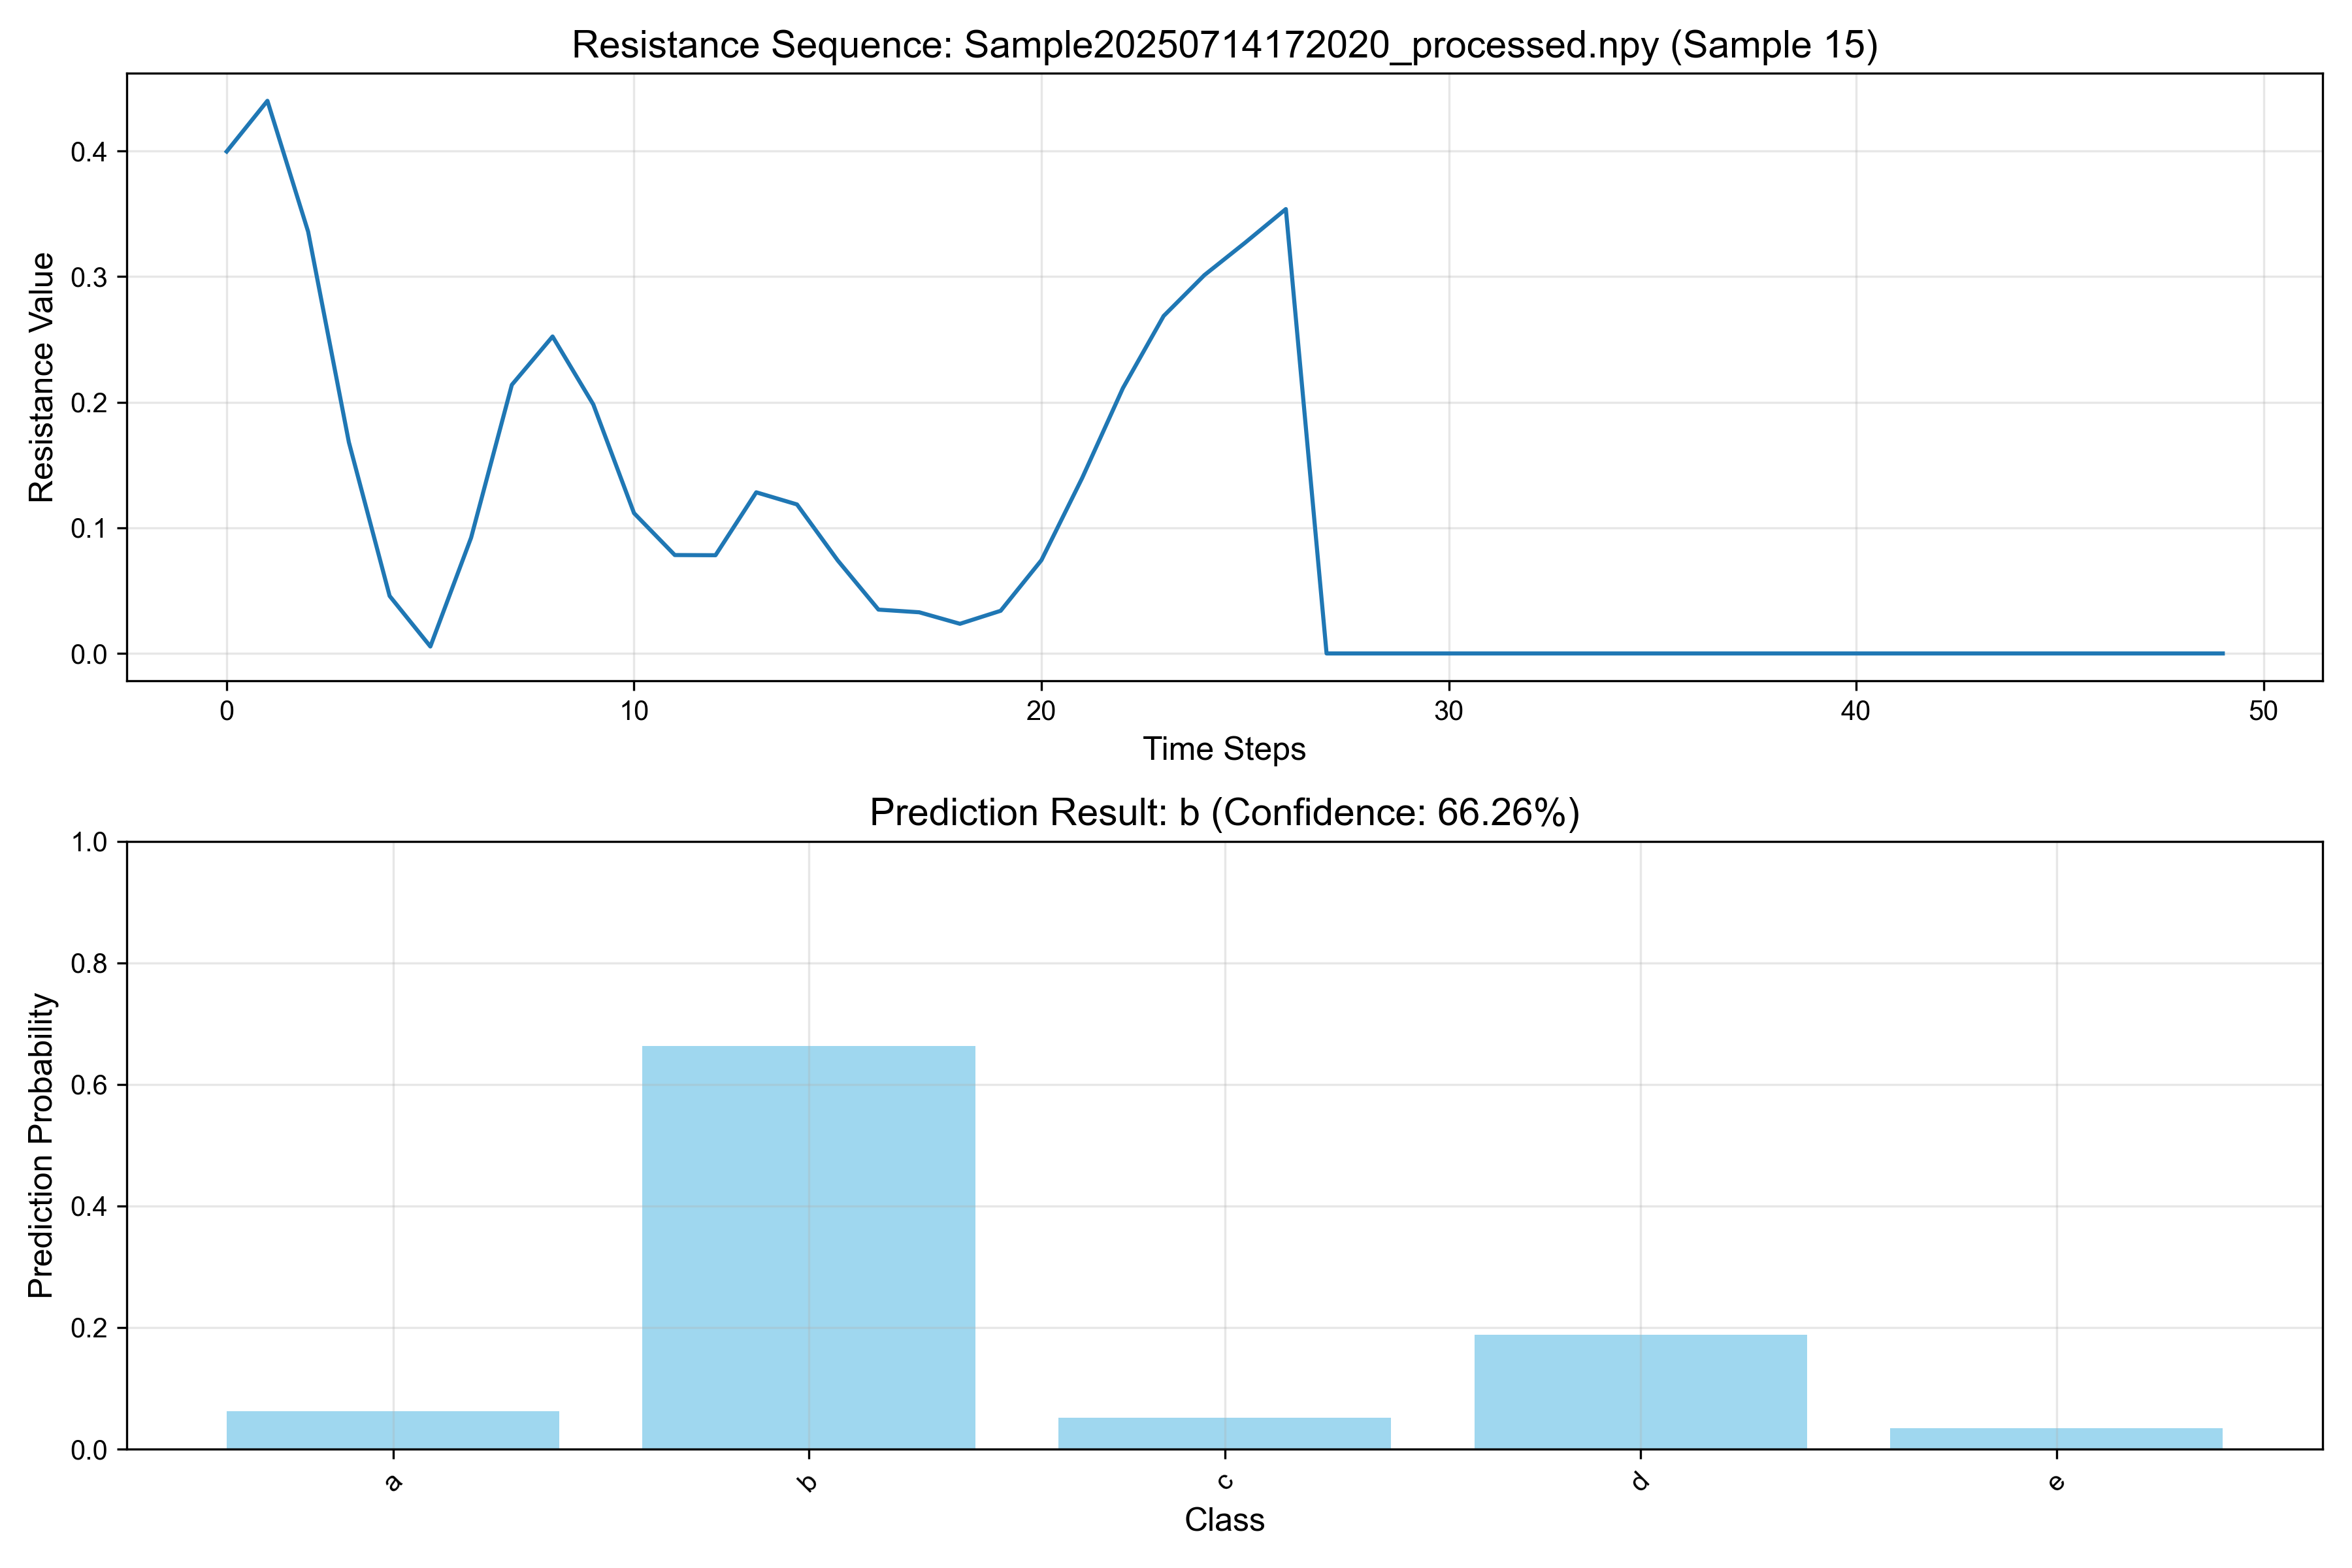 Resistance Sequence: Sample20250714172020_processed.npy (Sample 15)
Resistance Value
0.4
0.3
0.2
0.1
0.0
0 10 20 30 40 50
Time Steps
Prediction Result: b (Confidence: 66.26%)
Prediction Probability
1.0
0.8
0.6
0.4
0.2
0.0
a b c d e
Class